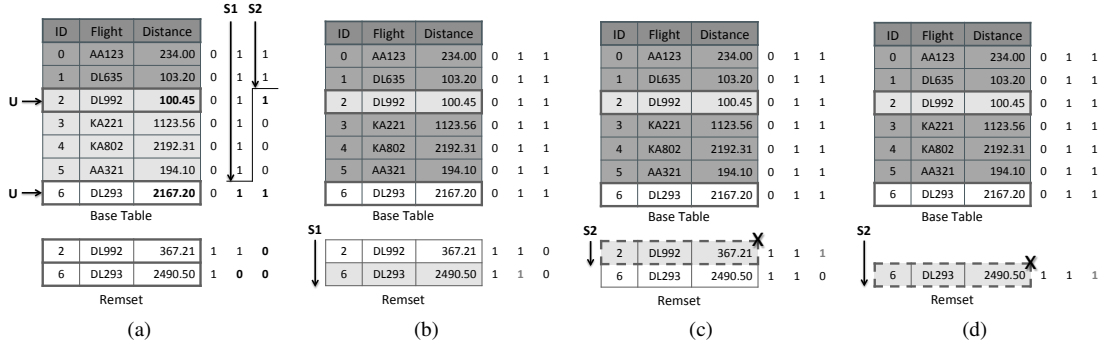 S1 S2
ID Flight Distance
0 AA123 234.00 0 1 1
1 DL635 103.20 0 1 1
U 2 DL992 100.45 0 1 1
3 KA221 1123.56 0 1 0
4 KA802 2192.31 0 1 0
5 AA321 194.10 0 1 0
U 6 DL293 2167.20 0 1 1
Base Table
2 DL992 367.21 1 1 0
6 DL293 2490.50 1 0 0
Remset
(a)
ID Flight Distance
0 AA123 234.00 0 1 1
1 DL635 103.20 0 1 1
2 DL992 100.45 0 1 1
3 KA221 1123.56 0 1 1
4 KA802 2192.31 0 1 1
5 AA321 194.10 0 1 1
6 DL293 2167.20 0 1 1
Base Table
S1
2 DL992 367.21 1 1 0
6 DL293 2490.50 1 1 0
Remset
(b)
ID Flight Distance
0 AA123 234.00 0 1 1
1 DL635 103.20 0 1 1
2 DL992 100.45 0 1 1
3 KA221 1123.56 0 1 1
4 KA802 2192.31 0 1 1
5 AA321 194.10 0 1 1
6 DL293 2167.20 0 1 1
Base Table
S2
X
2 DL992 367.21 1 1 1
6 DL293 2490.50 1 1 0
Remset
(c)
ID Flight Distance
0 AA123 234.00 0 1 1
1 DL635 103.20 0 1 1
2 DL992 100.45 0 1 1
3 KA221 1123.56 0 1 1
4 KA802 2192.31 0 1 1
5 AA321 194.10 0 1 1
6 DL293 2167.20 0 1 1
Base Table
S2
X
6 DL293 2490.50 1 1 1
Remset
(d)